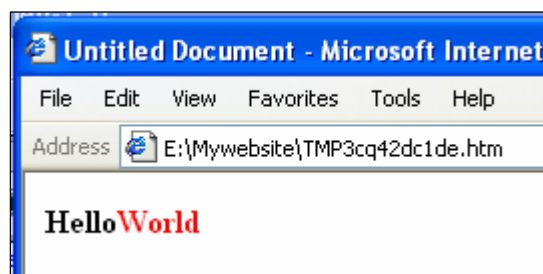 Untitled Document - Microsoft Internet
File Edit View Favorites Tools Help
Address E:\Mywebsite\TMP3cq42dc1de.htm
HelloWorld